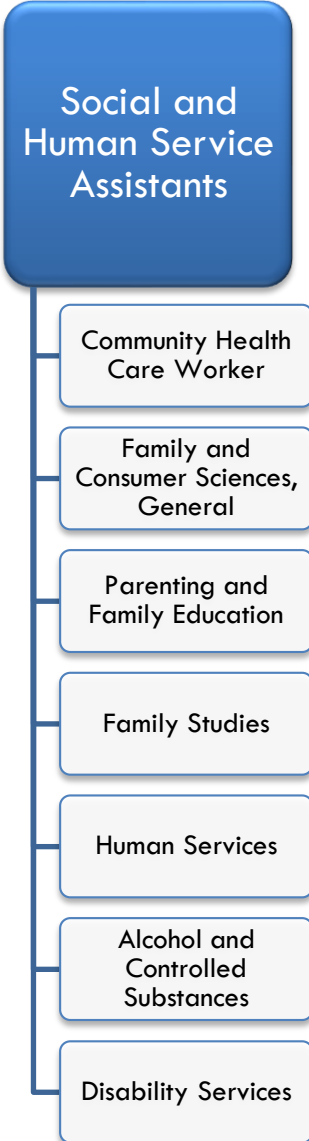 Social and
Human Service
Assistants
Community Health
Care Worker
Family and
Consumer Sciences,
General
Parenting and
Family Education
Family Studies
Human Services
Alcohol and
Controlled
Substances
Disability Services